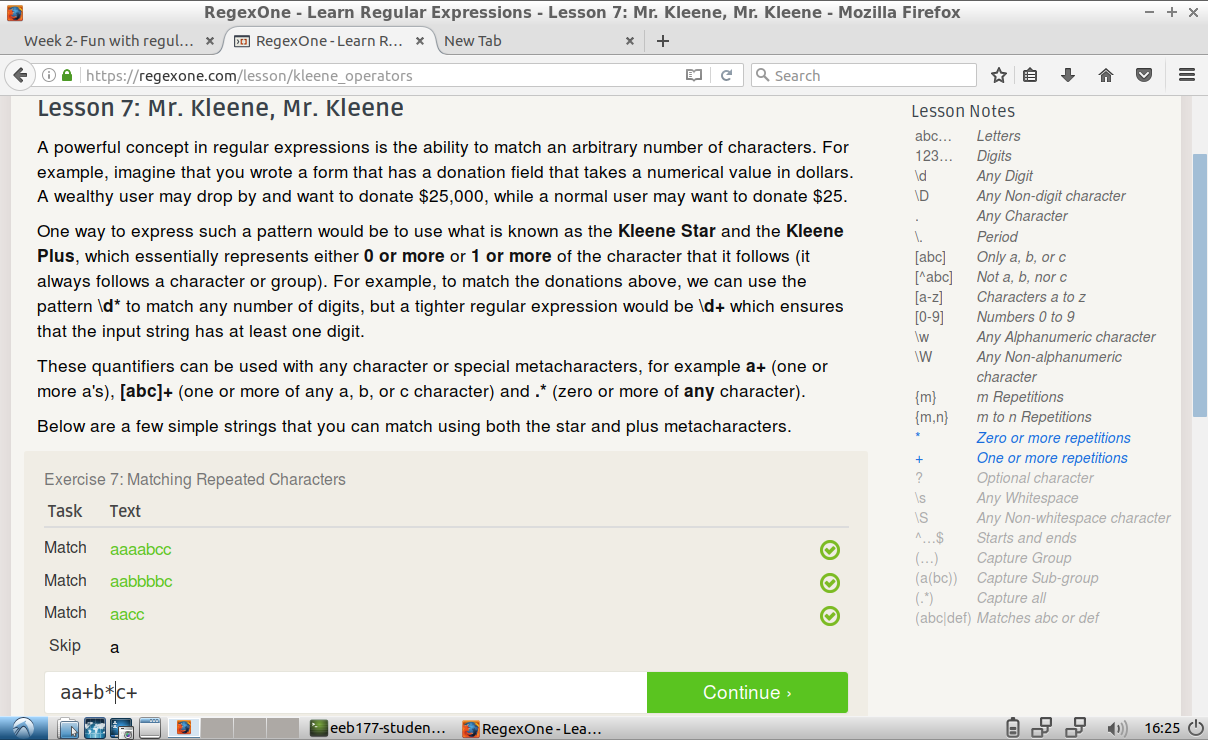 RegexOne - Learn Regular Expressions - Lesson 7: Mr. Kleene, Mr. Kleene - Mozilla Firefox
Week 2- Fun with regul... × RegexOne - Learn R... × New Tab × +
https://regexone.com/lesson/kleene_operators Search
Lesson 7: Mr. Kleene, Mr. Kleene
A powerful concept in regular expressions is the ability to match an arbitrary number of characters. For
example, imagine that you wrote a form that has a donation field that takes a numerical value in dollars.
A wealthy user may drop by and want to donate $25,000, while a normal user may want to donate $25.
One way to express such a pattern would be to use what is known as the Kleene Star and the Kleene
Plus, which essentially represents either 0 or more or 1 or more of the character that it follows (it
always follows a character or group). For example, to match the donations above, we can use the
pattern \d* to match any number of digits, but a tighter regular expression would be \d+ which ensures
that the input string has at least one digit.
These quantifiers can be used with any character or special metacharacters, for example a+ (one or
more a's), [abc]+ (one or more of any a, b, or c character) and .* (zero or more of any character).
Below are a few simple strings that you can match using both the star and plus metacharacters.
Exercise 7: Matching Repeated Characters
Task Text
Match aaaabcc
Match aabbbbc
Match aacc
Skip a
aa+b*c+ Continue ›
Lesson Notes
abc… Letters
123… Digits
\d Any Digit
\D Any Non-digit character
. Any Character
\. Period
[abc] Only a, b, or c
[^abc] Not a, b, nor c
[a-z] Characters a to z
[0-9] Numbers 0 to 9
\w Any Alphanumeric character
\W Any Non-alphanumeric
character
{m} m Repetitions
{m,n} m to n Repetitions
* Zero or more repetitions
+ One or more repetitions
? Optional character
\s Any Whitespace
\S Any Non-whitespace character
^…$ Starts and ends
(…) Capture Group
(a(bc)) Capture Sub-group
(.*) Capture all
(abc|def) Matches abc or def
eeb177-studen... RegexOne - Lea... 16:25